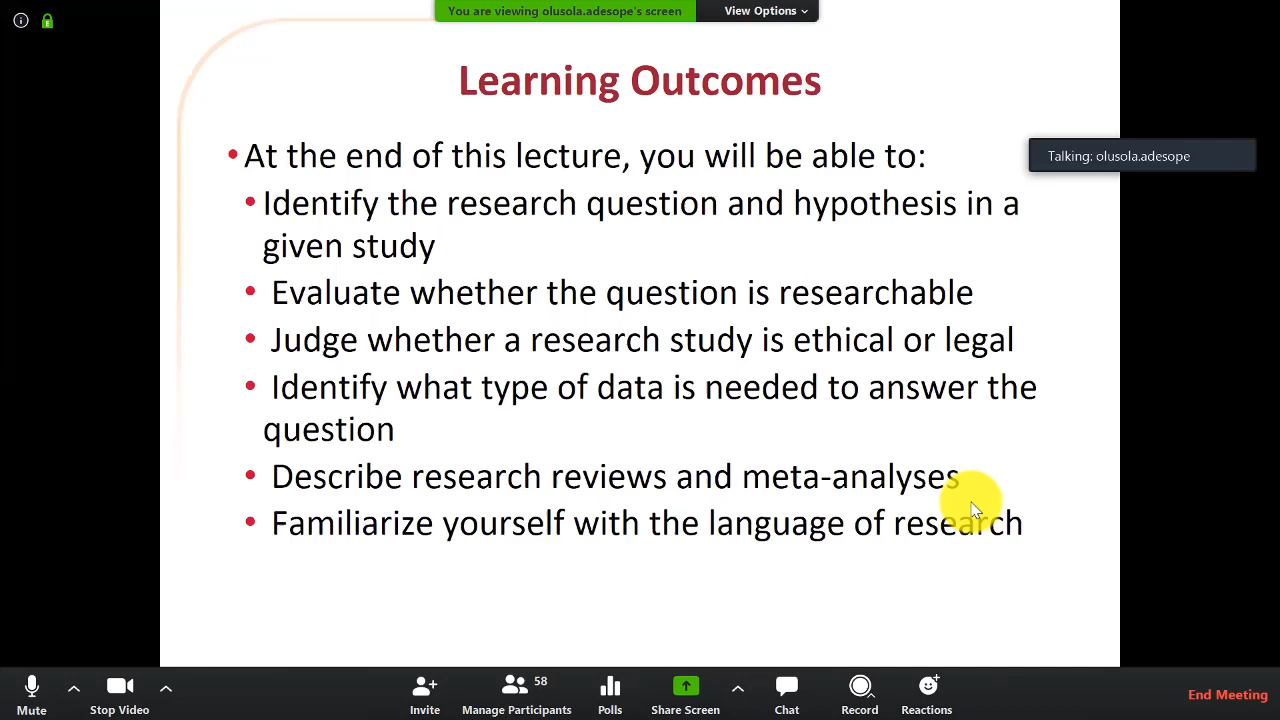 You are viewing olusola.adesope's screen
View Options
Learning Outcomes
•At the end of this lecture, you will be able to:
•Identify the research question and hypothesis in a
given study
• Evaluate whether the question is researchable
• Judge whether a research study is ethical or legal
• Identify what type of data is needed to answer the
question
• Describe research reviews and meta-analyses
• Familiarize yourself with the language of research
Talking: olusola.adesope
58
Mute
Stop Video
Invite
Manage Participants
Polls
Share Screen
Chat
Record
Reactions
End Meeting